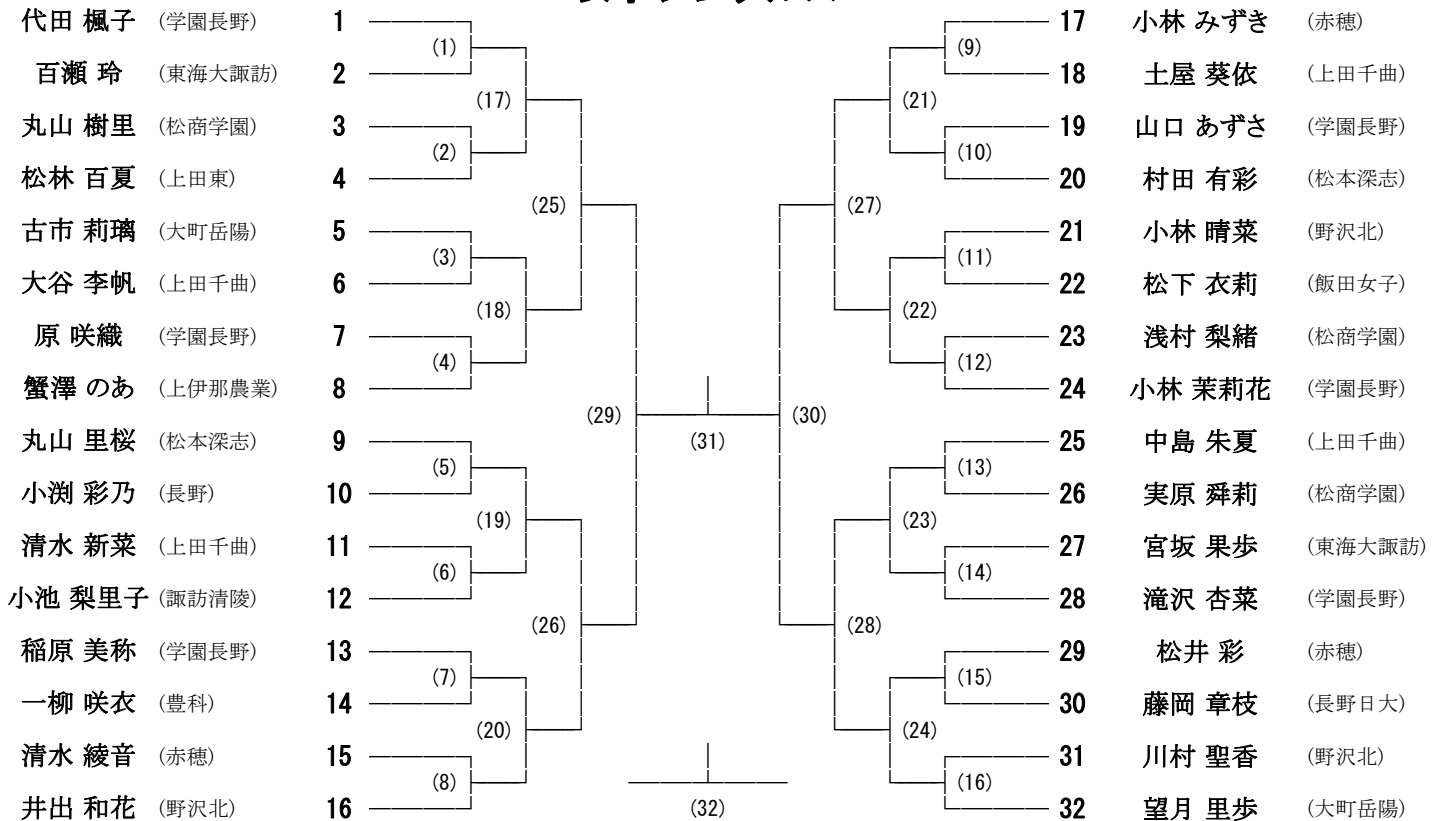 代田 楓子 (学園長野) 1
(1)
百瀬 玲 (東海大諏訪) 2
(17)
丸山 樹里 (松商学園) 3
(2)
松林 百夏 (上田東) 4
(25)
古市 莉璃 (大町岳陽) 5
(3)
大谷 李帆 (上田千曲) 6
(18)
原 咲織 (学園長野) 7
(4)
蟹澤 のあ (上伊那農業) 8
(29)
丸山 里桜 (松本深志) 9
(5)
小渕 彩乃 (長野) 10
(19)
清水 新菜 (上田千曲) 11
(6)
小池 梨里子 (諏訪清陵) 12
(26)
稲原 美称 (学園長野) 13
(7)
一柳 咲衣 (豊科) 14
(20)
清水 綾音 (赤穂) 15
(8)
井出 和花 (野沢北) 16
(31)
(32)
17 小林 みずき (赤穂)
(9)
18 土屋 葵依 (上田千曲)
(21)
19 山口 あずさ (学園長野)
(10)
20 村田 有彩 (松本深志)
(27)
21 小林 晴菜 (野沢北)
(11)
22 松下 衣莉 (飯田女子)
(22)
23 浅村 梨緒 (松商学園)
(12)
24 小林 茉莉花 (学園長野)
(30)
25 中島 朱夏 (上田千曲)
(13)
26 実原 舜莉 (松商学園)
(23)
27 宮坂 果歩 (東海大諏訪)
(14)
28 滝沢 杏菜 (学園長野)
(28)
29 松井 彩 (赤穂)
(15)
30 藤岡 章枝 (長野日大)
(24)
31 川村 聖香 (野沢北)
(16)
32 望月 里歩 (大町岳陽)